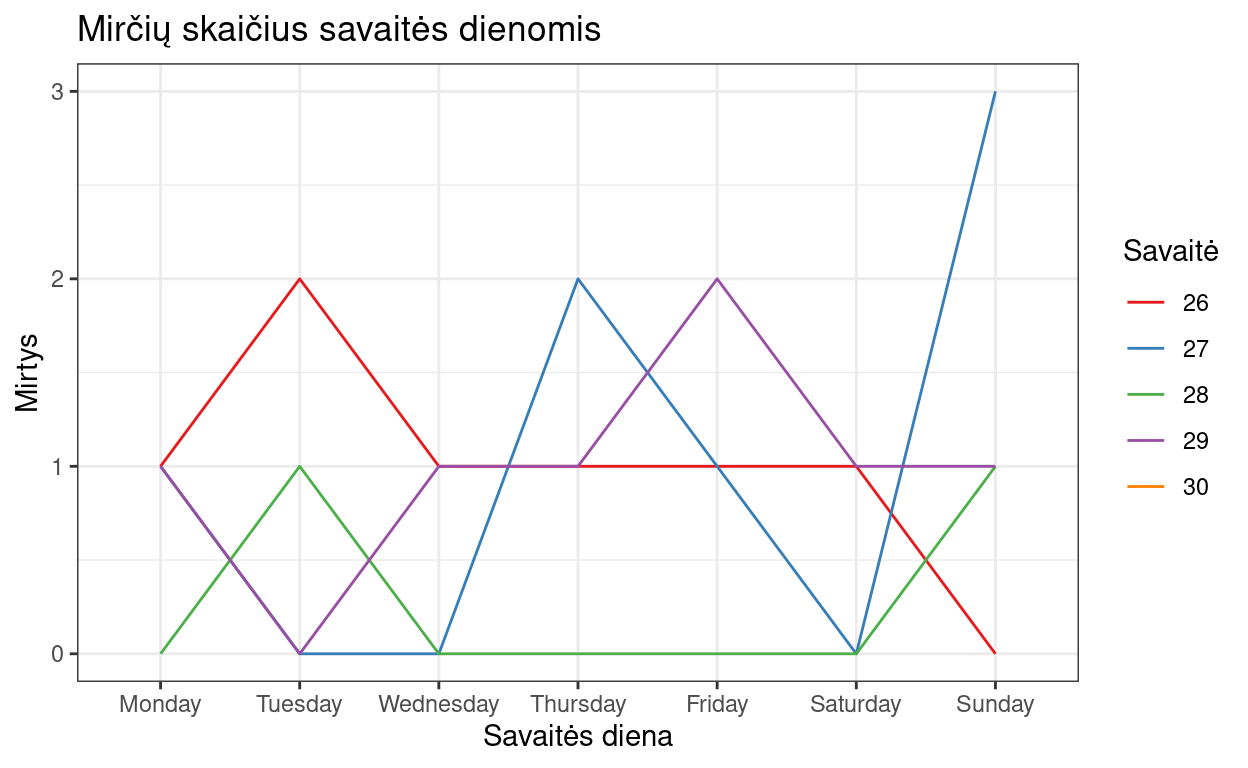 Mirčių skaičius savaitės dienomis
3
2
1
0
Mirtys
Monday Tuesday Wednesday Thursday Friday Saturday Sunday
Savaitės diena
Savaitė
26
27
28
29
30